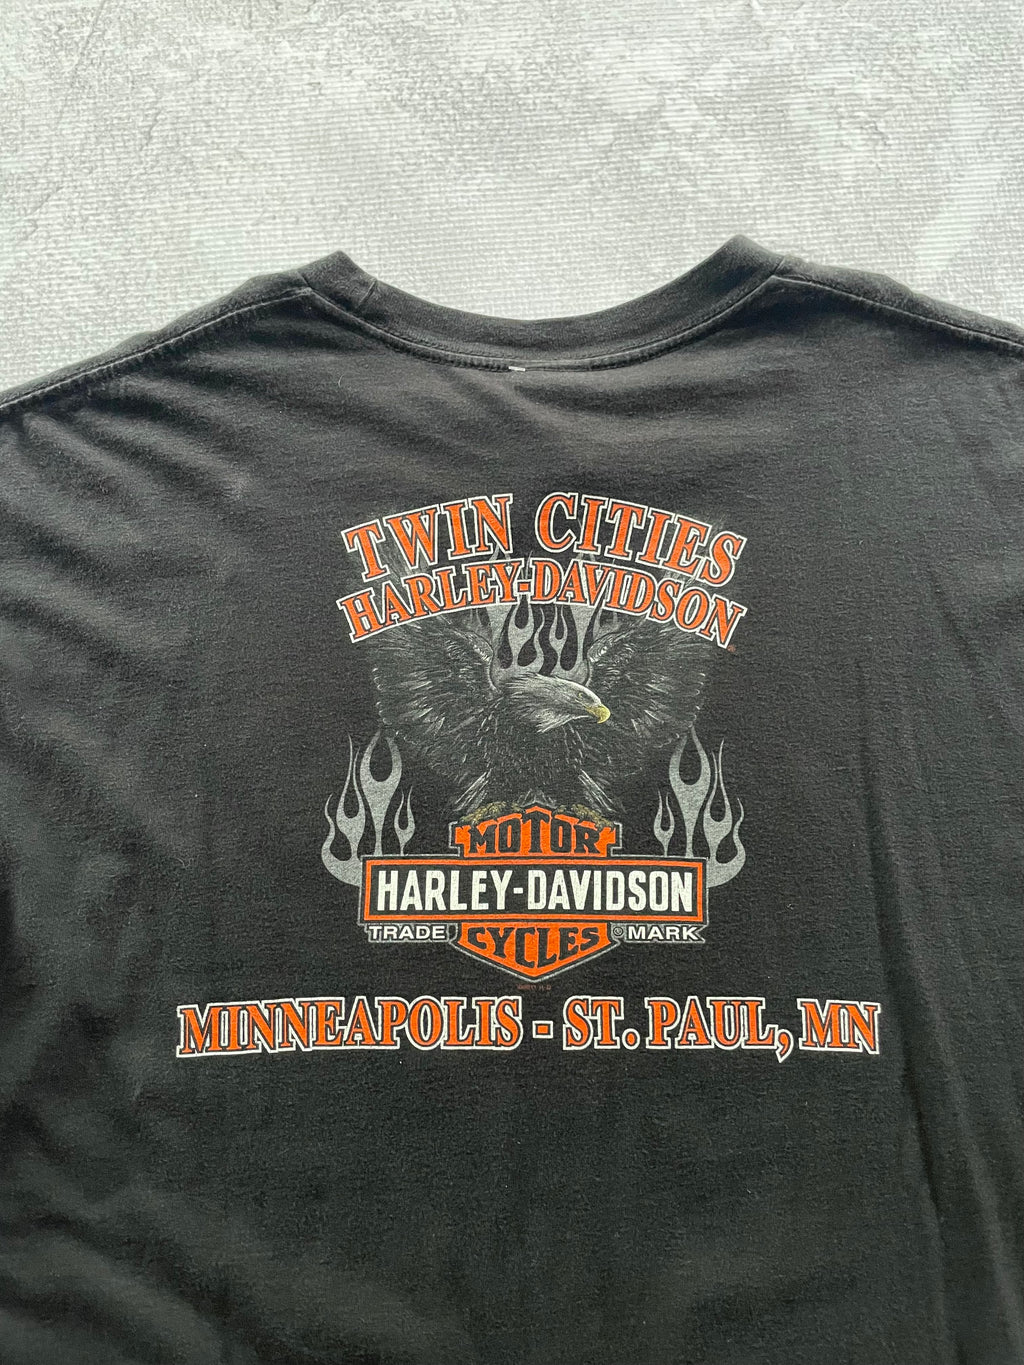 TWIN CITIES
HARLEY-DAVIDSON
®
MOTOR
HARLEY-DAVIDSON
TRADE CYCLES ® MARK
MINNEAPOLIS - ST. PAUL, MN